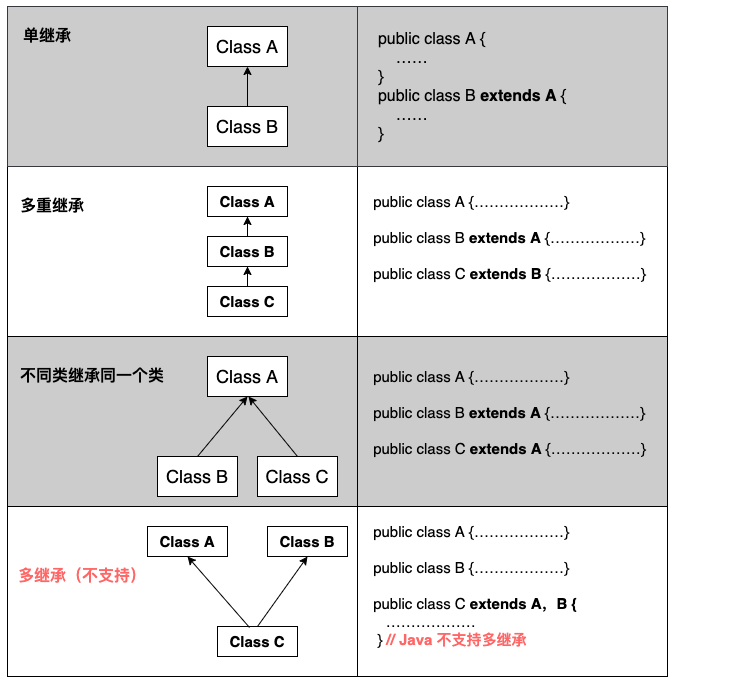 单继承
Class A
Class B
public class A {
……
}
public class B extends A {
……
}
多重继承
Class A
Class B
Class C
public class A {………………}
public class B extends A {………………}
public class C extends B {………………}
不同类继承同一个类
Class A
Class B
Class C
public class A {………………}
public class B extends A {………………}
public class C extends A {………………}
多继承（不支持）
Class A
Class B
Class C
public class A {………………}
public class B {………………}
public class C extends A，B {
………………
} // Java 不支持多继承